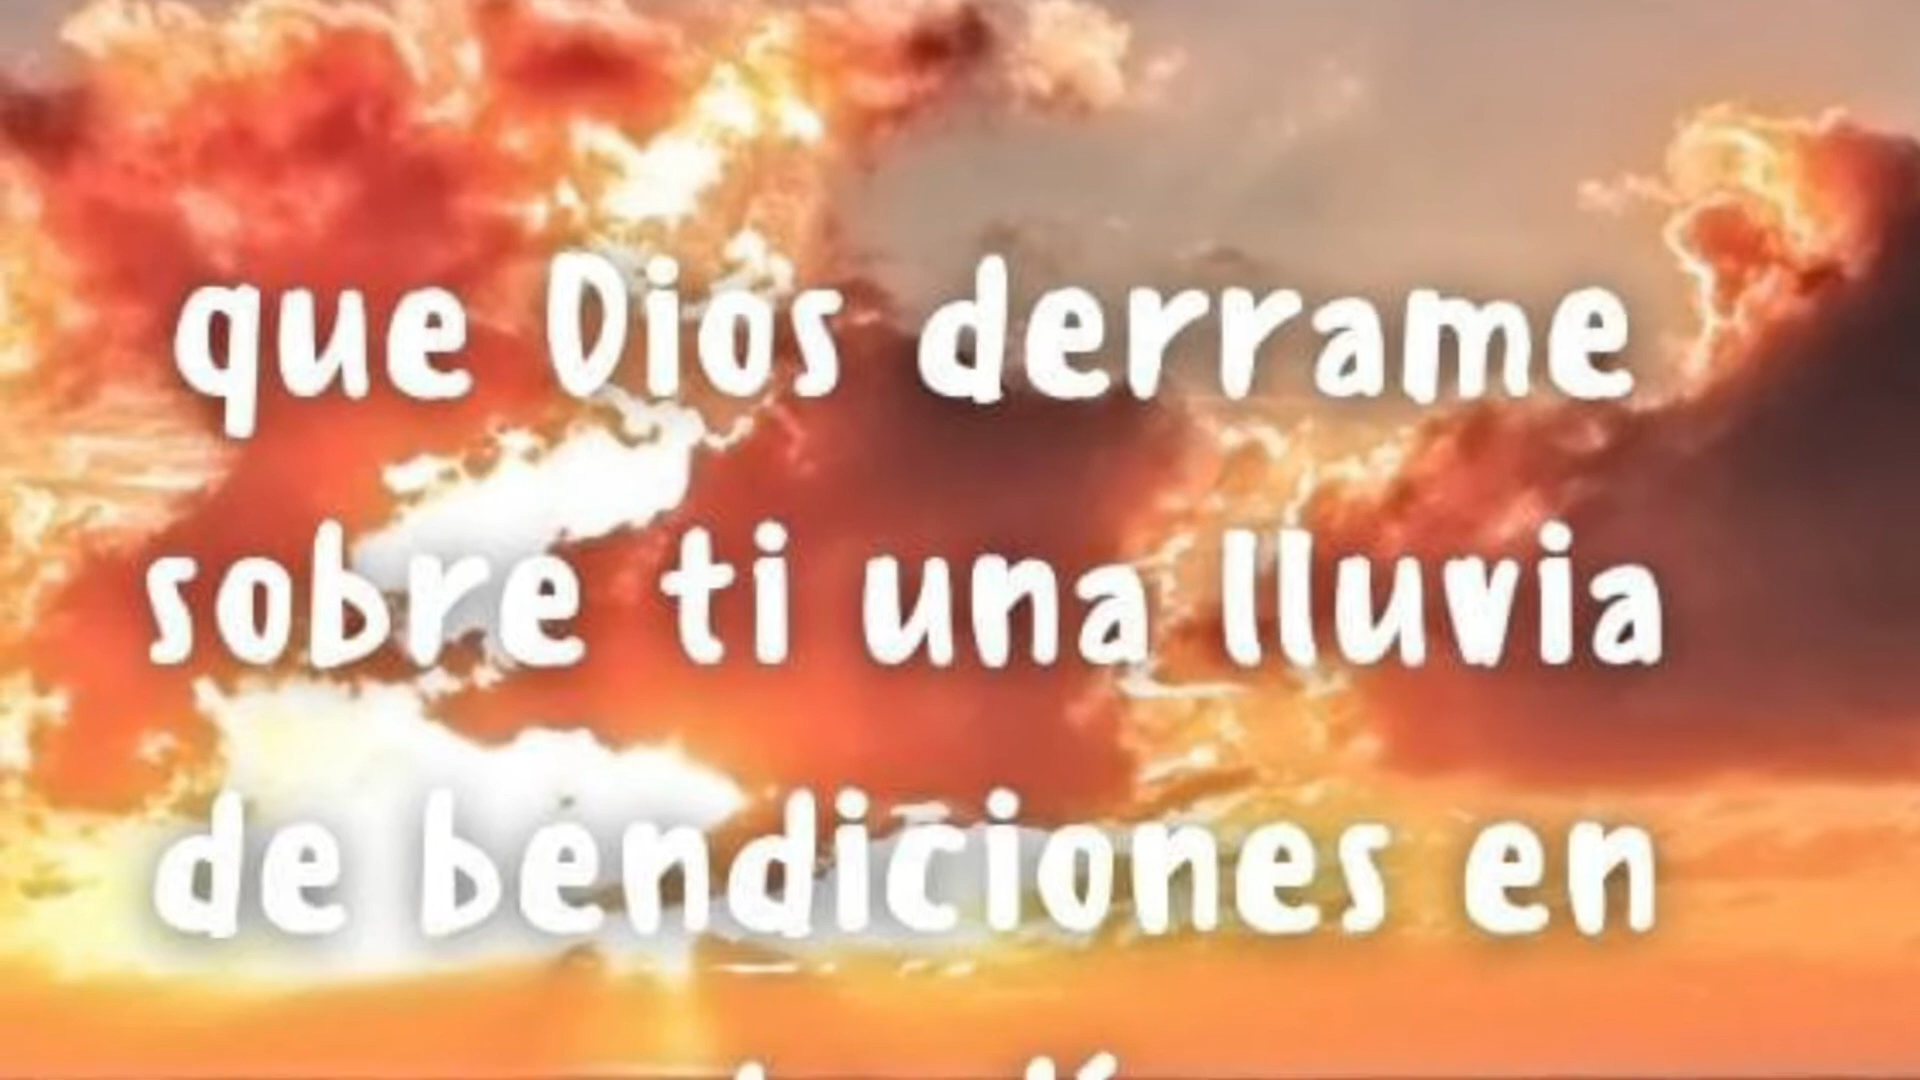 que Dios derrame
sobre ti una lluvia
de bendiciones en